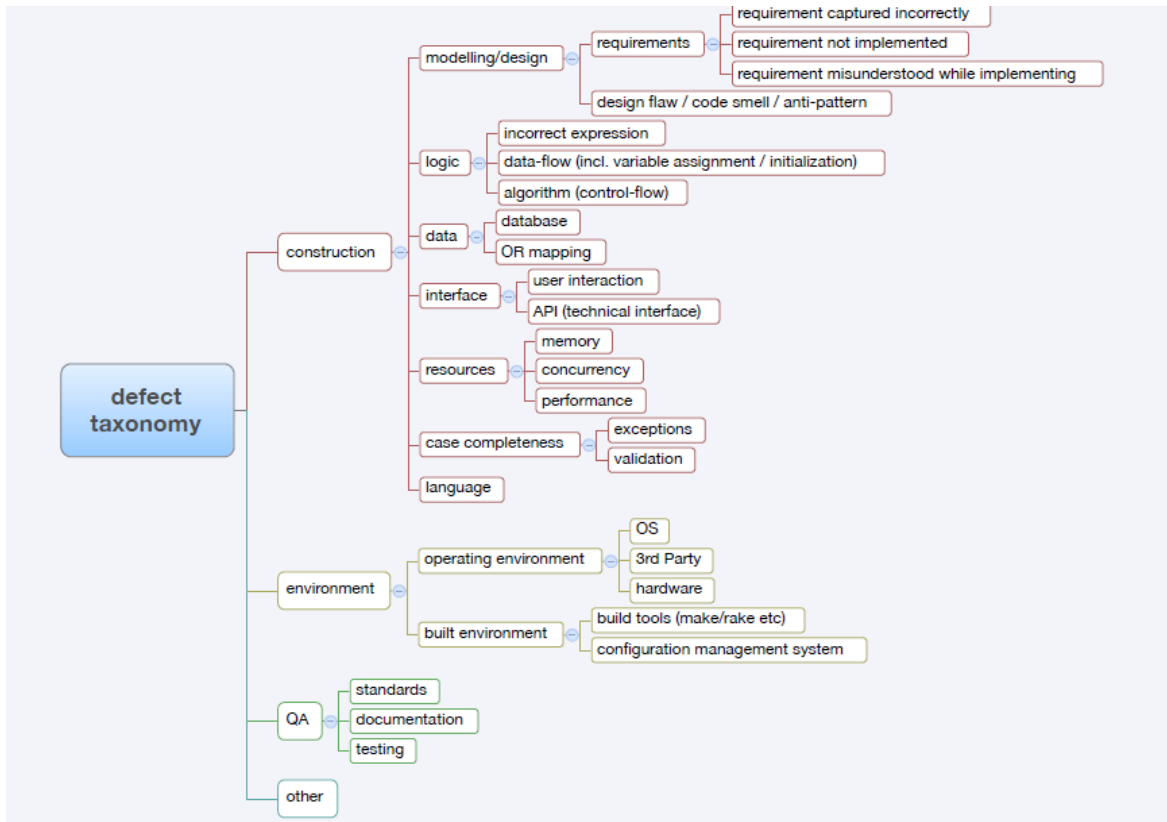 requirement captured incorrectly
requirements
requirement not implemented
modelling/design
requirement misunderstood while implementing
design flaw / code smell / anti-pattern
incorrect expression
logic
data-flow (incl. variable assignment / initialization)
algorithm (control-flow)
database
data
OR mapping
construction
user interaction
interface
API (technical interface)
memory
resources
concurrency
performance
defect
taxonomy
exceptions
case completeness
validation
language
OS
operating environment
3rd Party
hardware
environment
build tools (make/rake etc)
built environment
configuration management system
standards
QA
documentation
testing
other